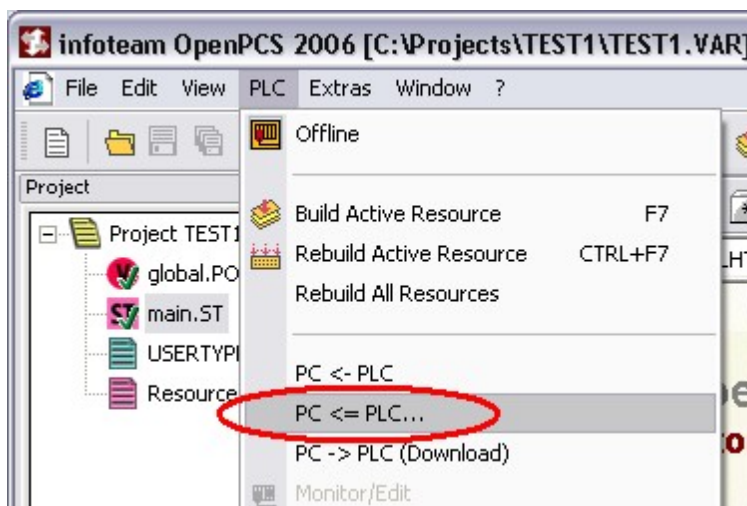 infoteam OpenPCS 2006 [C:\Projects\TEST1\TEST1.VAR]
File Edit View PLC Extras Window ?
Offline
Project
Build Active Resource F7
Project TEST1
Rebuild Active Resource CTRL+F7
global.PO
Rebuild All Resources
ST main.ST
USERTYP
PC <- PLC
Resource
PC <= PLC...
PC -> PLC (Download)
Monitor/Edit